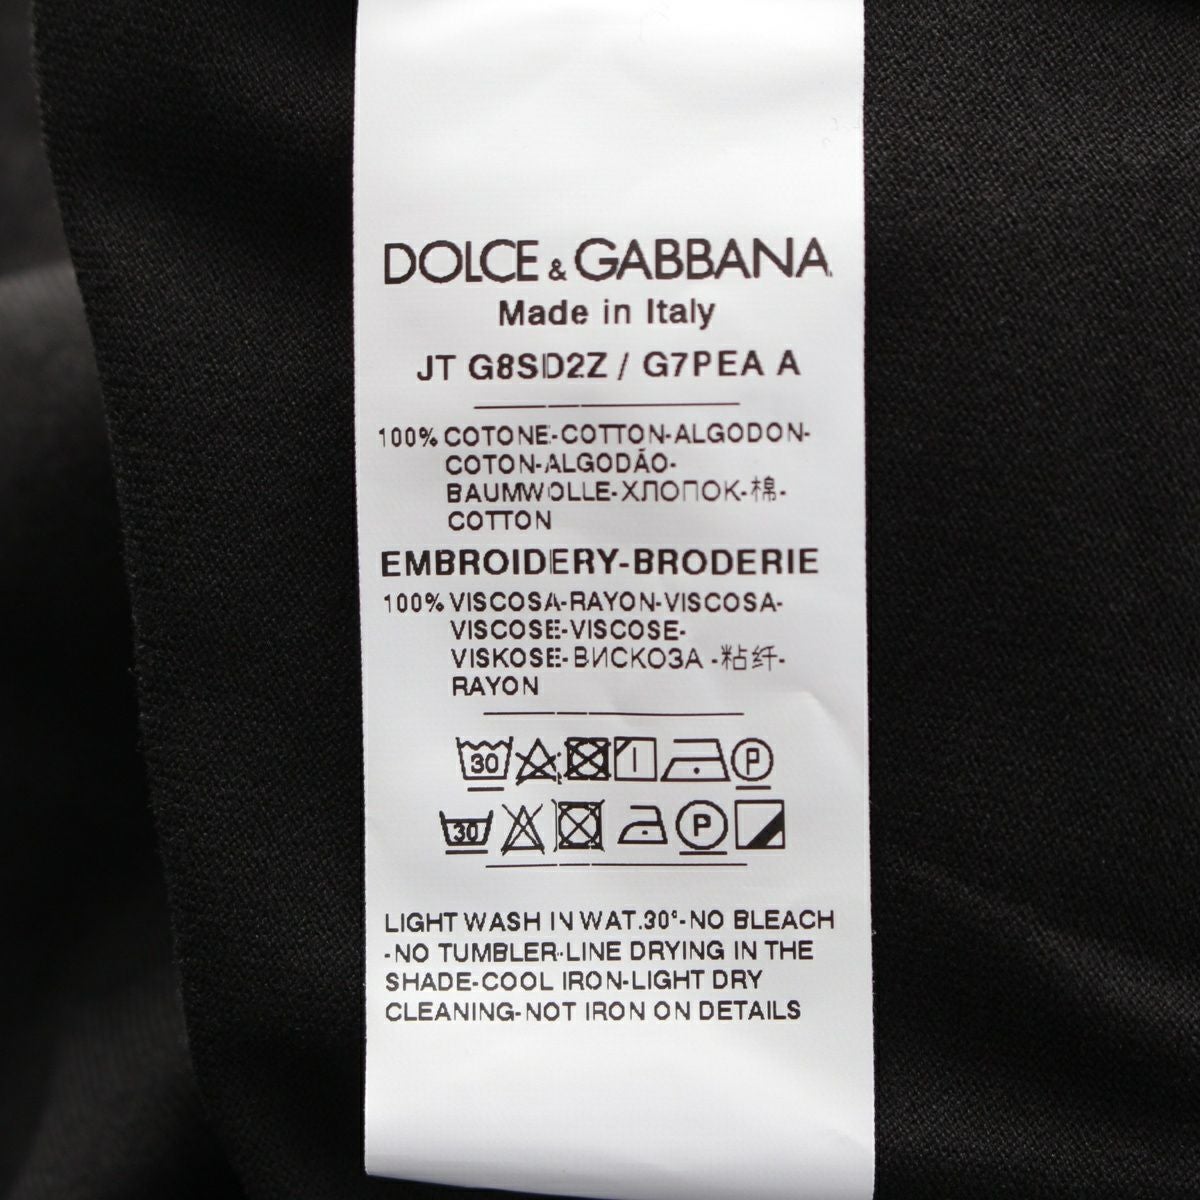 DOLCE & GABBANA
Made in Italy
JT G8SD2Z / G7PEA A
100% COTONE-COTTON-ALGODON-
COTON-ALGODÃO-
BAUMWOLLE-ХЛОПОК-棉-
COTTON
EMBROIDERY-BRODERIE
100% VISCOSA-RAYON-VISCOSA-
VISCOSE-VISCOSE-
VISKOSE-ВИСКОЗА -粘纤-
RAYON
30 P
30 P
LIGHT WASH IN WAT.30°-NO BLEACH
-NO TUMBLER-LINE DRYING IN THE
SHADE-COOL IRON-LIGHT DRY
CLEANING-NOT IRON ON DETAILS